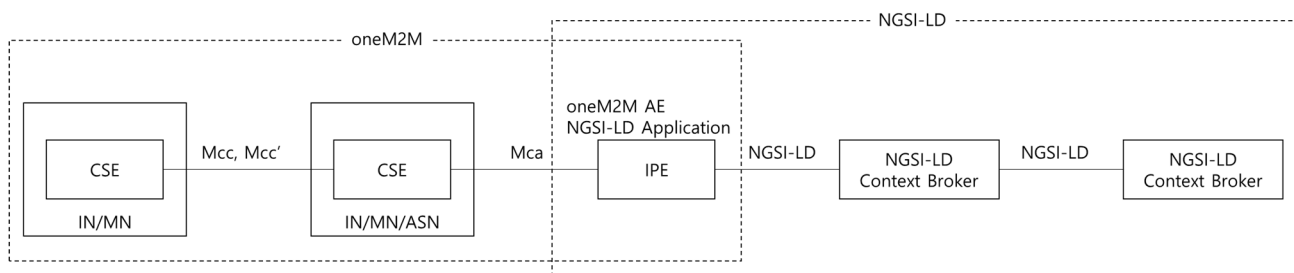 NGSI-LD
oneM2M
oneM2M AE
NGSI-LD Application
CSE
Mcc, Mcc’
CSE
Mca
IPE
NGSI-LD
NGSI-LD
Context Broker
NGSI-LD
NGSI-LD
Context Broker
IN/MN
IN/MN/ASN